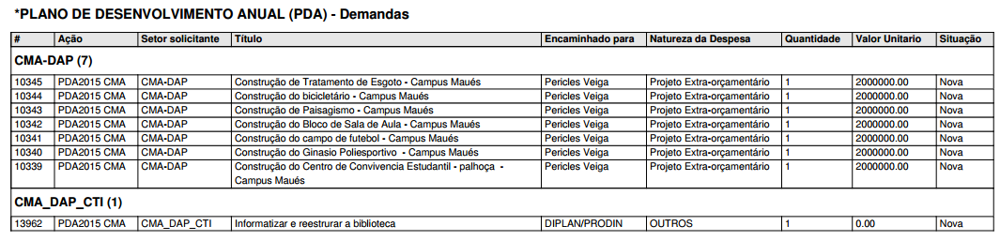 *PLANO DE DESENVOLVIMENTO ANUAL (PDA) - Demandas
# Ação Setor solicitante Título Encaminhado para Natureza da Despesa Quantidade Valor Unitario Situação
CMA-DAP (7)
10345 PDA2015 CMA CMA-DAP Construção de Tratamento de Esgoto - Campus Maués Pericles Veiga Projeto Extra-orçamentário 1 2000000.00 Nova
10344 PDA2015 CMA CMA-DAP Construção do bicicletário - Campus Maués Pericles Veiga Projeto Extra-orçamentário 1 2000000.00 Nova
10343 PDA2015 CMA CMA-DAP Construção de Paisagismo - Campus Maués Pericles Veiga Projeto Extra-orçamentário 1 2000000.00 Nova
10342 PDA2015 CMA CMA-DAP Construção do Bloco de Sala de Aula - Campus Maués Pericles Veiga Projeto Extra-orçamentário 1 2000000.00 Nova
10341 PDA2015 CMA CMA-DAP Construção do campo de futebol - Campus Maués Pericles Veiga Projeto Extra-orçamentário 1 2000000.00 Nova
10340 PDA2015 CMA CMA-DAP Construção do Ginasio Poliesportivo - Campus Maués Pericles Veiga Projeto Extra-orçamentário 1 2000000.00 Nova
10339 PDA2015 CMA CMA-DAP Construção do Centro de Convivencia Estudantil - palhoça - Pericles Veiga Projeto Extra-orçamentário 1 2000000.00 Nova
Campus Maués
CMA_DAP_CTI (1)
13962 PDA2015 CMA CMA_DAP_CTI Informatizar e reestrurar a biblioteca DIPLAN/PRODIN OUTROS 1 0.00 Nova